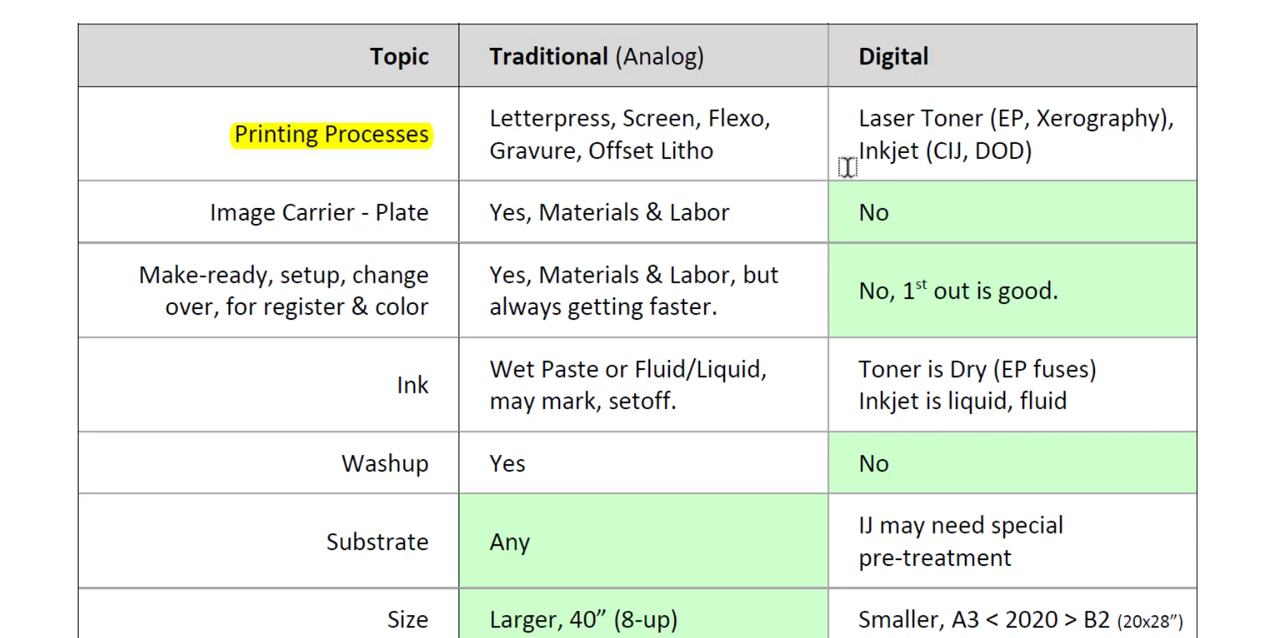 Topic
Traditional (Analog)
Digital
Printing Processes
Letterpress, Screen, Flexo,
Gravure, Offset Litho
Laser Toner (EP, Xerography),
Inkjet (CIJ, DOD)
Image Carrier - Plate
Yes, Materials & Labor
No
Make-ready, setup, change
over, for register & color
Yes, Materials & Labor, but
always getting faster.
No, 1st out is good.
Ink
Wet Paste or Fluid/Liquid,
may mark, setoff.
Toner is Dry (EP fuses)
Inkjet is liquid, fluid
Washup
Yes
No
Substrate
Any
IJ may need special
pre-treatment
Size
Larger, 40” (8-up)
Smaller, A3 < 2020 > B2 (20x28”)